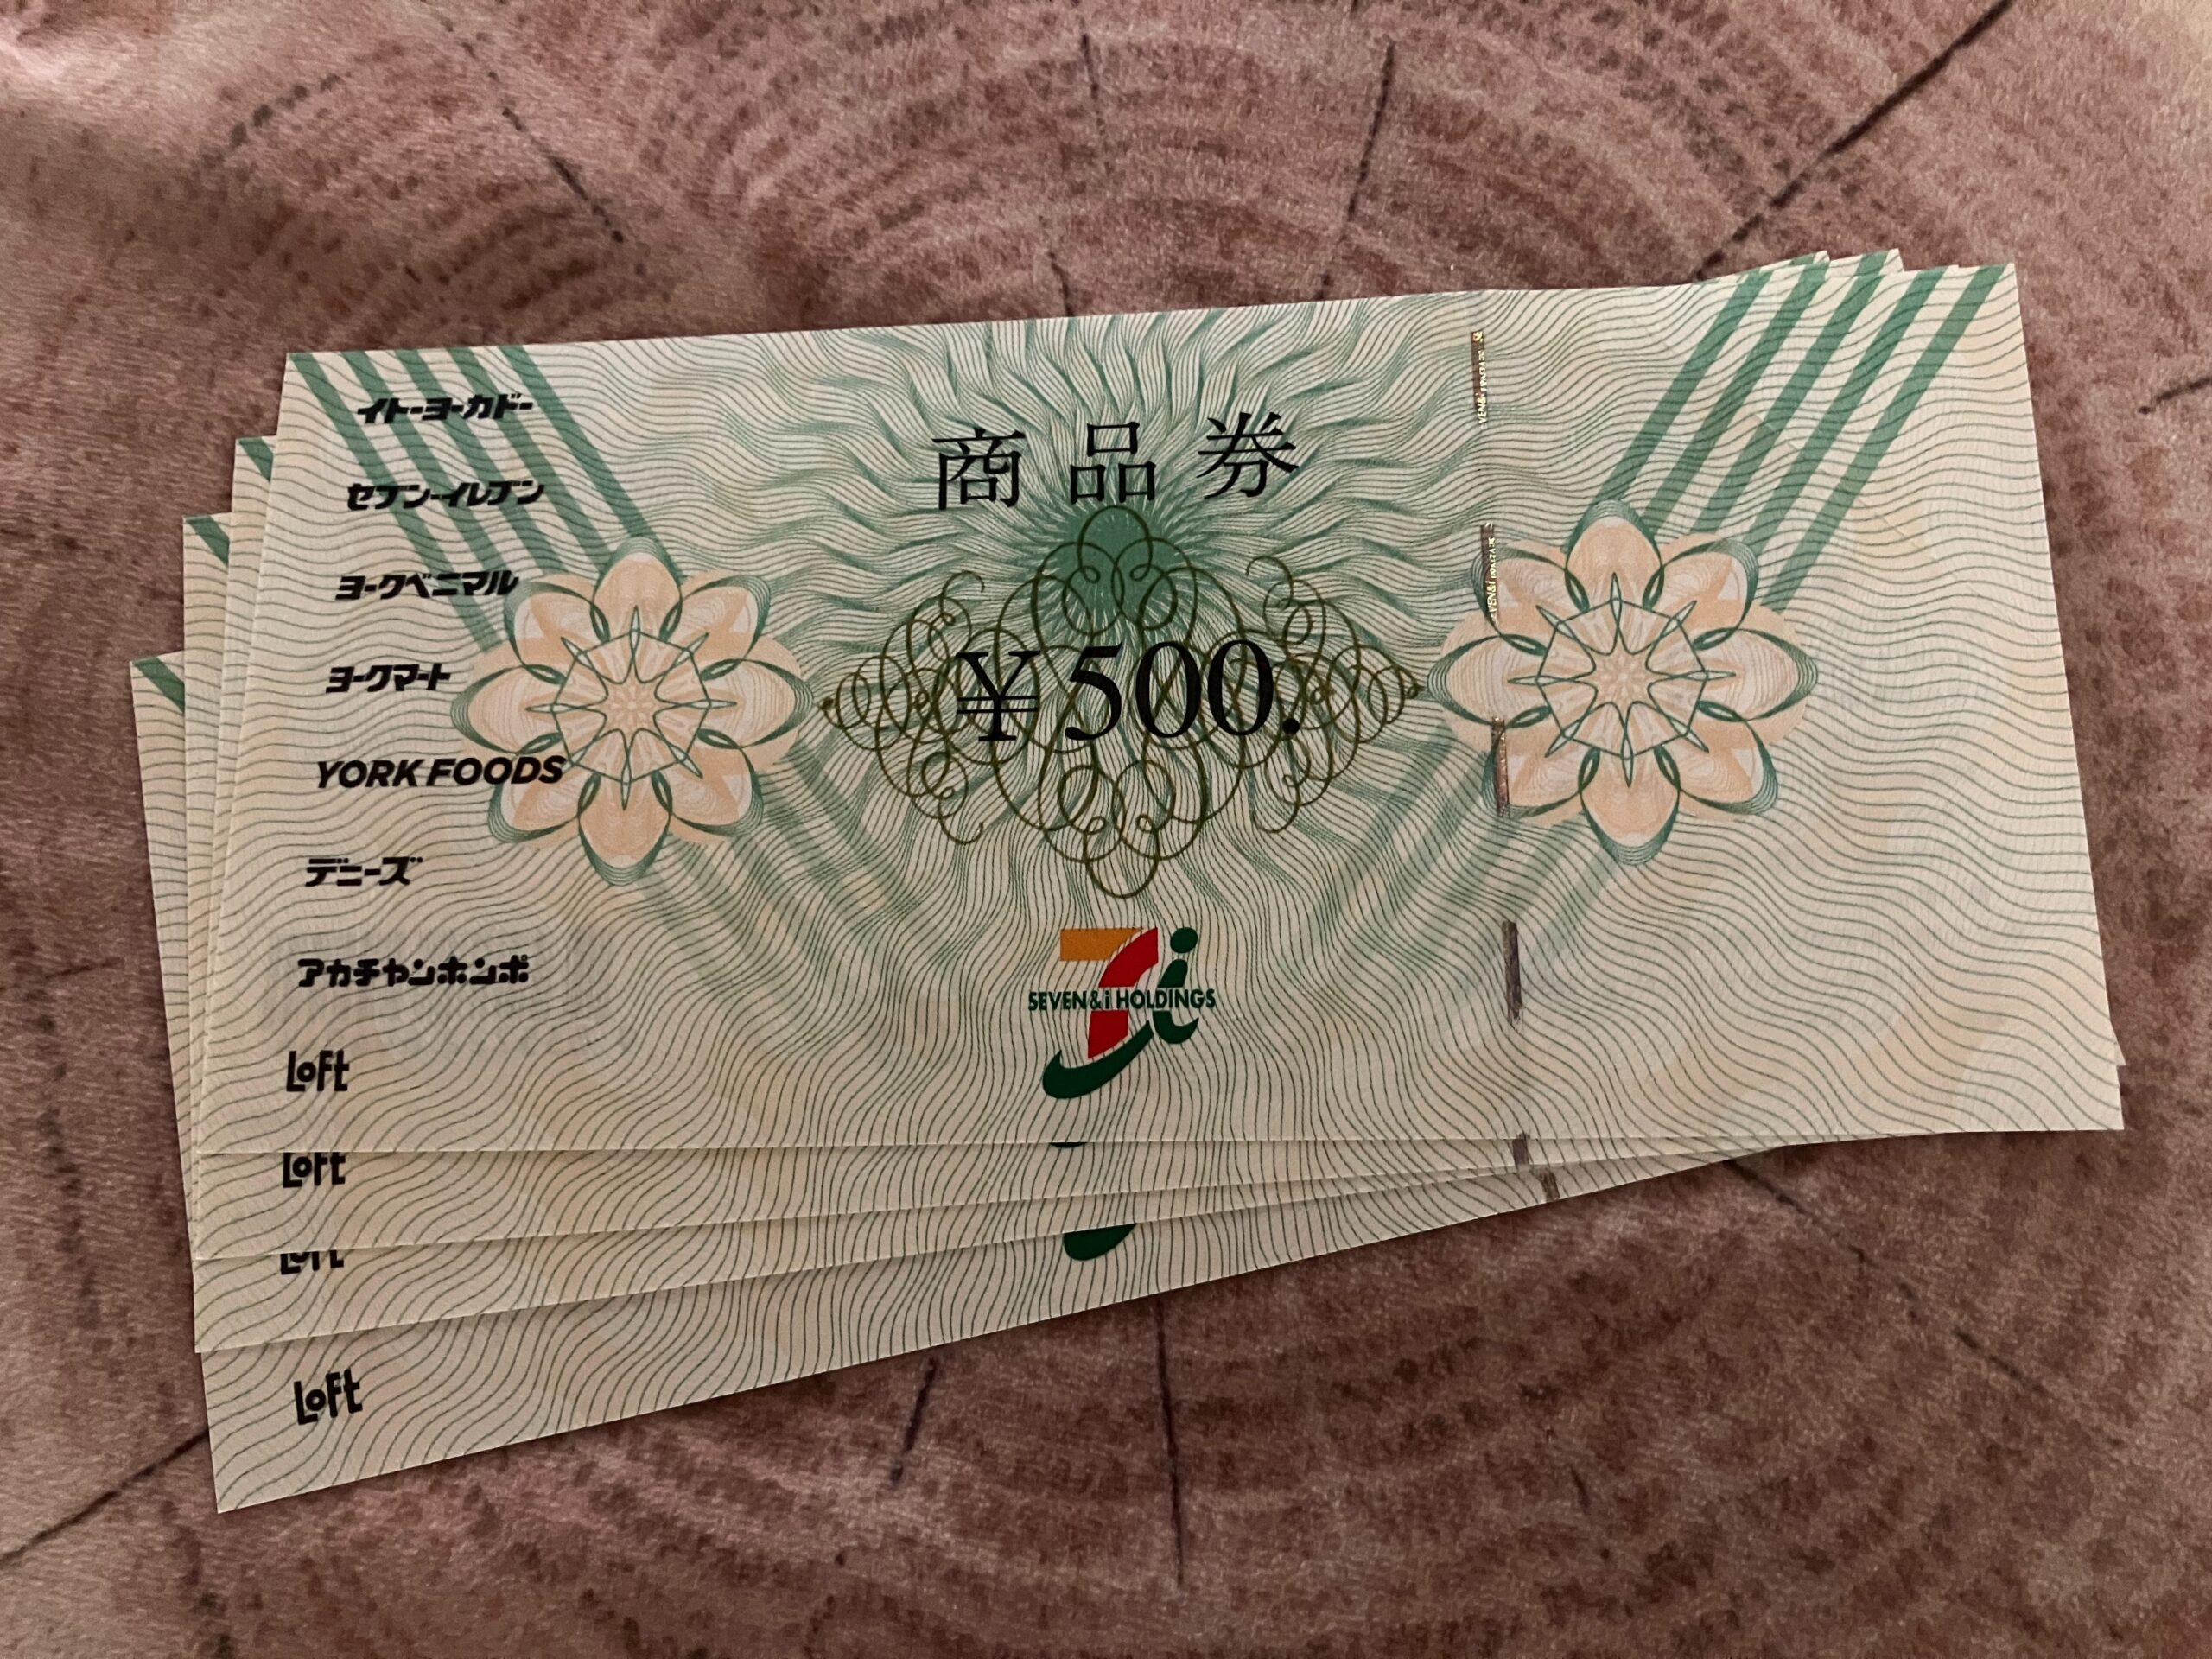 イトーヨーカドー
セブン-イレブン
ヨークベニマル
ヨークマート
YORK FOODS
デニーズ
アカチャンホンポ
Loft
商品券
¥500.
SEVEN&i HOLDINGS
Loft
Loft
Loft